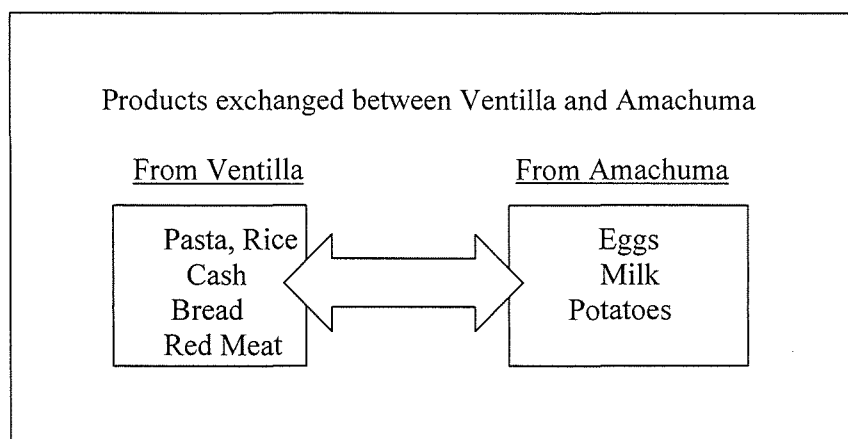 Products exchanged between Ventilla and Amachuma
From Ventilla
Pasta, Rice
Cash
Bread
Red Meat
From Amachuma
Eggs
Milk
Potatoes